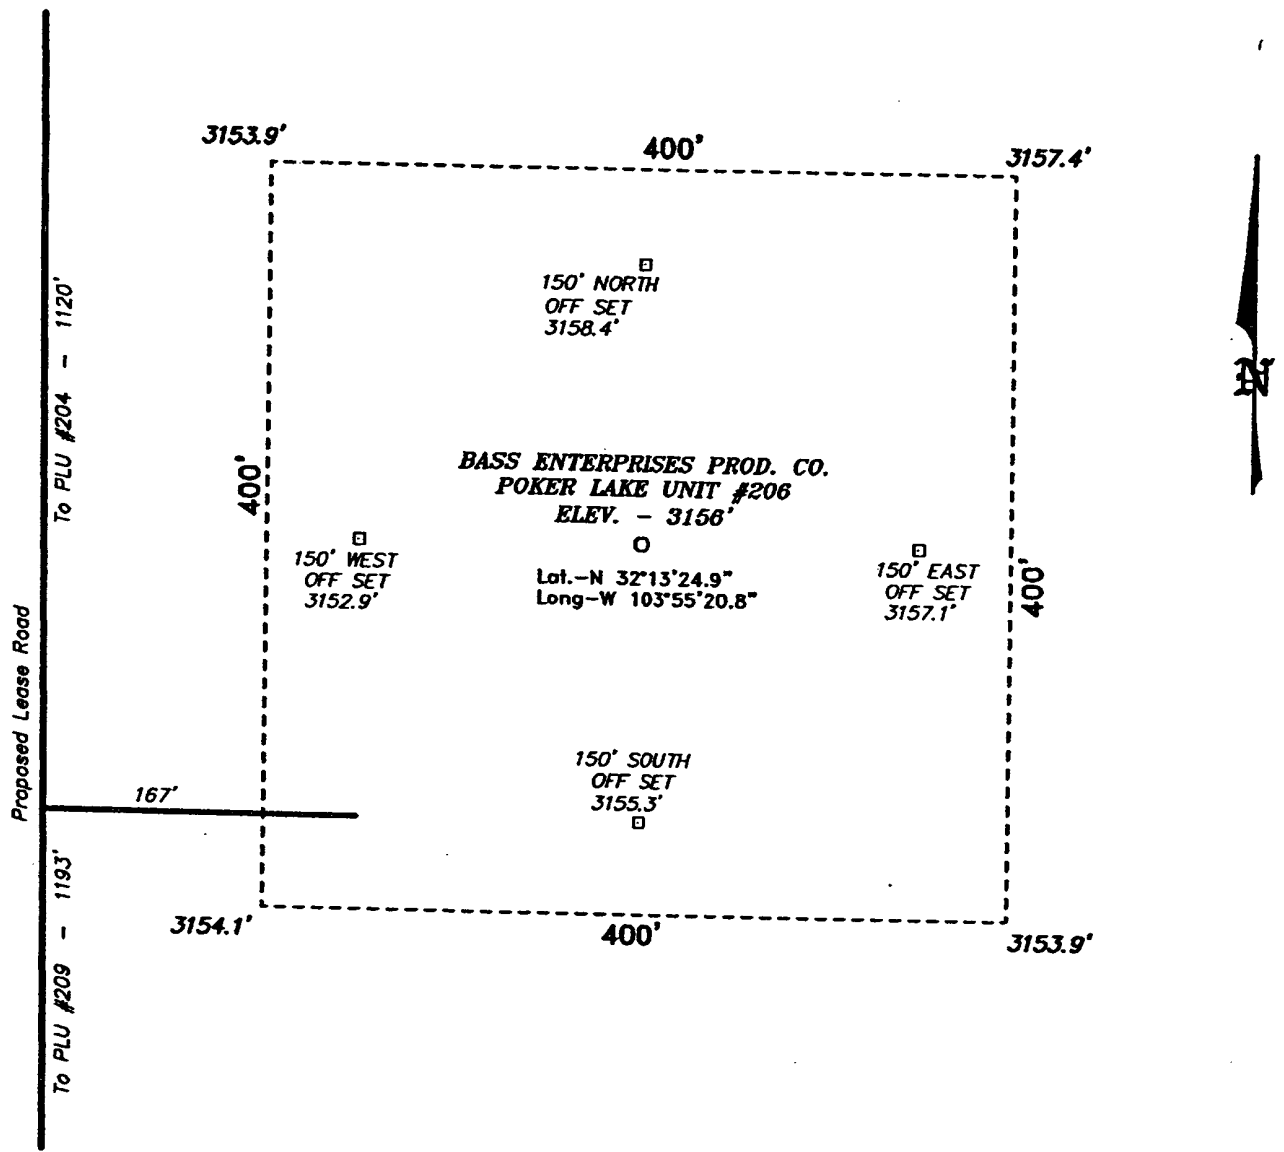 3153.9'
400'
3157.4'
150' NORTH
OFF SET
3158.4'
To PLU #204 - 1120'
N
400'
BASS ENTERPRISES PROD. CO.
POKER LAKE UNIT #206
ELEV. - 3156'
150' WEST
OFF SET
3152.9'
Lat.-N 32°13'24.9"
Long-W 103°55'20.8"
150' EAST
OFF SET
3157.1'
400'
Proposed Lease Road
150' SOUTH
OFF SET
3155.3'
167'
To PLU #209 - 1193'
3154.1'
400'
3153.9'